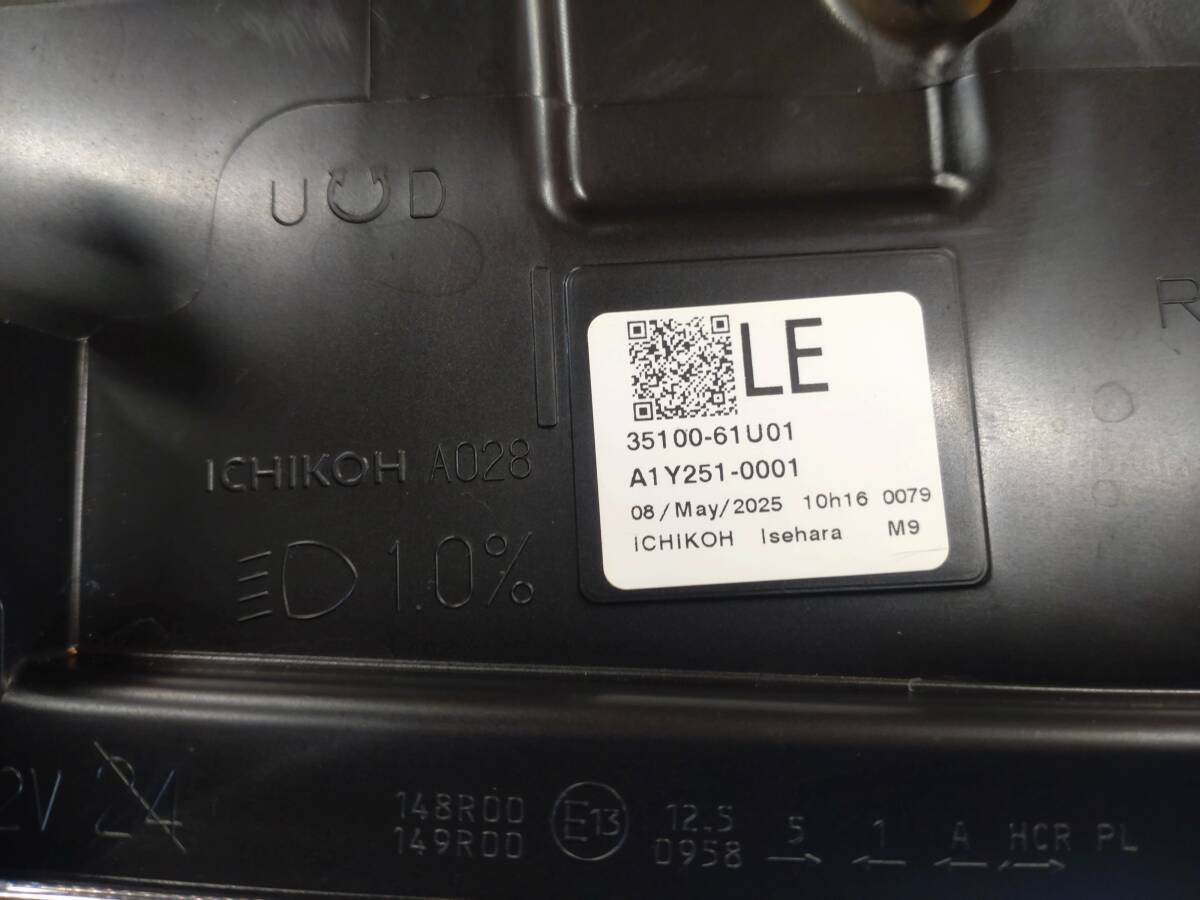 U D
R
LE
35100-61U01
A1Y251-0001
08/May/2025 10h16 0079
ICHIKOH Isehara M9
ICHIKOH A028
1.0%
2V 24
148R00
149R00
E13
12.5
0958
5 1 A HCR PL